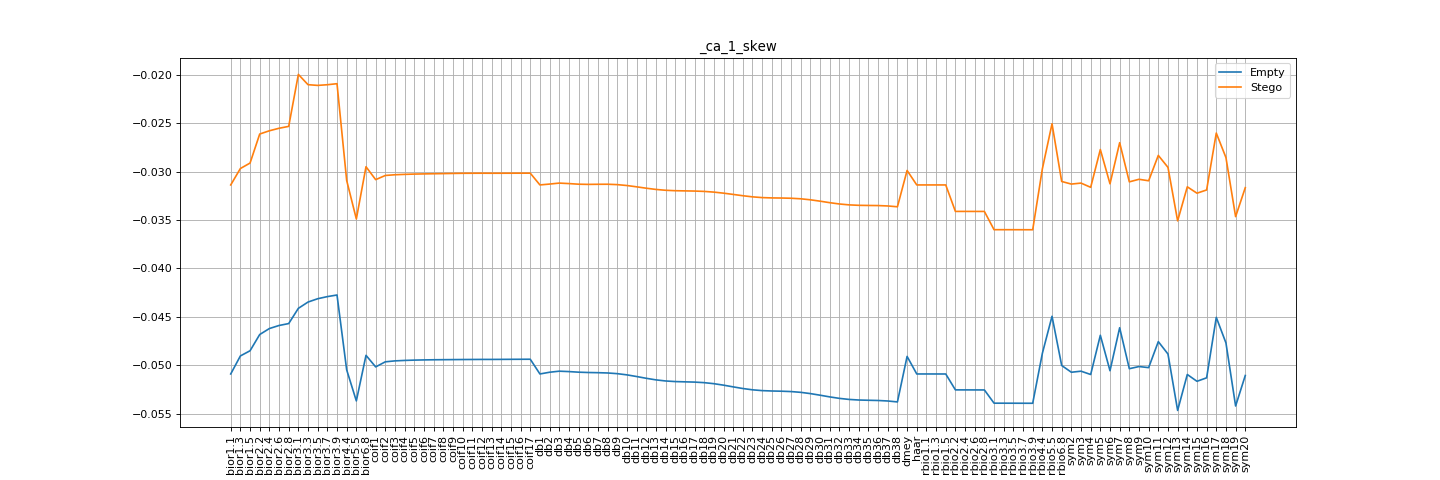 _ca_1_skew
Empty
Stego
−0.020
−0.025
−0.030
−0.035
−0.040
−0.045
−0.050
−0.055
bior1.1
bior1.3
bior1.5
bior2.2
bior2.4
bior2.6
bior2.8
bior3.1
bior3.3
bior3.5
bior3.7
bior3.9
bior4.4
bior5.5
bior6.8
coif1
coif2
coif3
coif4
coif5
coif6
coif7
coif8
coif9
coif10
coif11
coif12
coif13
coif14
coif15
coif16
coif17
db1
db2
db3
db4
db5
db6
db7
db8
db9
db10
db11
db12
db13
db14
db15
db16
db17
db18
db19
db20
db21
db22
db23
db24
db25
db26
db27
db28
db29
db30
db31
db32
db33
db34
db35
db36
db37
db38
dmey
haar
rbio1.1
rbio1.3
rbio1.5
rbio2.2
rbio2.4
rbio2.6
rbio2.8
rbio3.1
rbio3.3
rbio3.5
rbio3.7
rbio3.9
rbio4.4
rbio5.5
rbio6.8
sym2
sym3
sym4
sym5
sym6
sym7
sym8
sym9
sym10
sym11
sym12
sym13
sym14
sym15
sym16
sym17
sym18
sym19
sym20